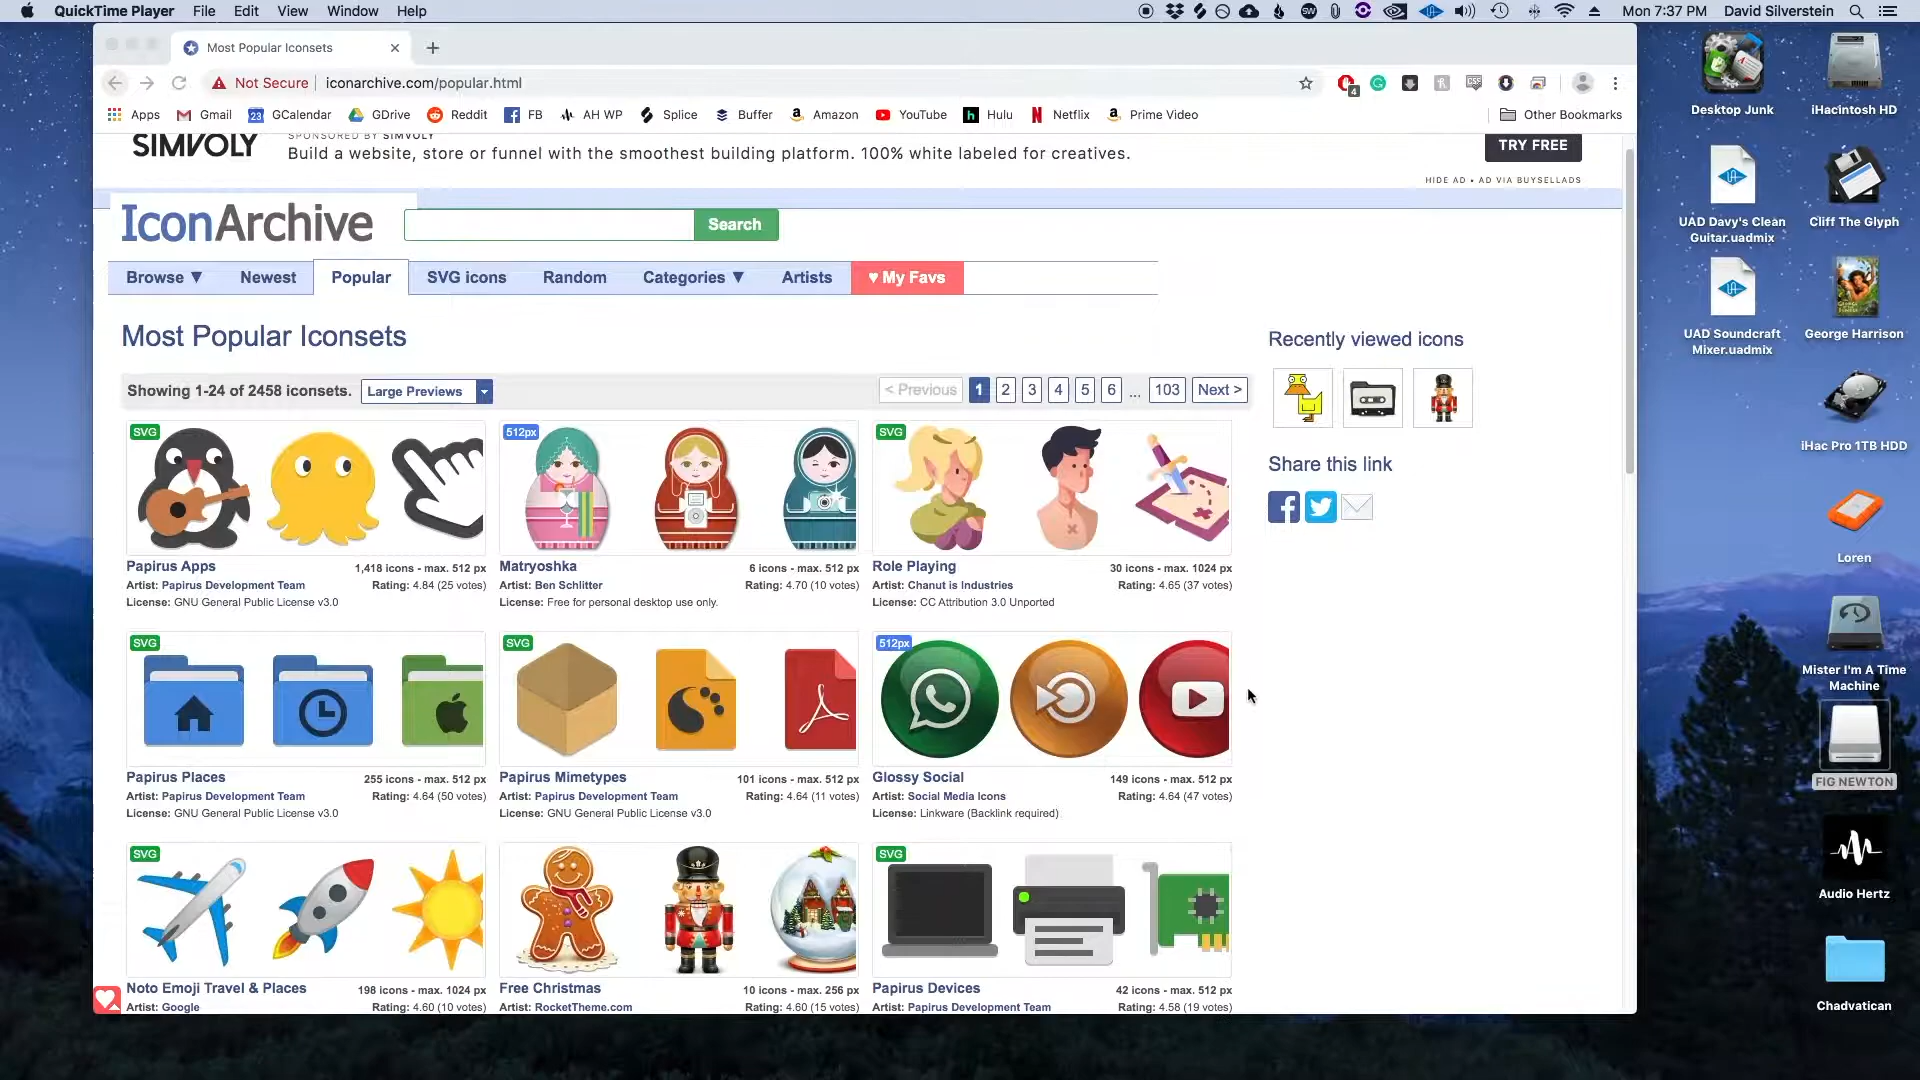 QuickTime Player File Edit View Window Help
Mon 7:37 PM David Silverstein
Most Popular Iconsets
Not Secure iconarchive.com/popular.html
4
Apps Gmail GCalendar GDrive Reddit FB AH WP Splice Buffer Amazon YouTube Hulu Netflix Prime Video Other Bookmarks
SIMVOLY
SPONSORED BY SIMVOLY
Build a website, store or funnel with the smoothest building platform. 100% white labeled for creatives.
TRY FREE
HIDE AD • AD VIA BUYSELLADS
IconArchive
Search
Browse ▼ Newest Popular SVG icons Random Categories ▼ Artists ♥ My Favs
Most Popular Iconsets
Showing 1-24 of 2458 iconsets. Large Previews
< Previous 1 2 3 4 5 6 ... 103 Next >
SVG
Papirus Apps 1,418 icons - max. 512 px
Artist: Papirus Development Team Rating: 4.84 (25 votes)
License: GNU General Public License v3.0
512px
Matryoshka 6 icons - max. 512 px
Artist: Ben Schlitter Rating: 4.70 (10 votes)
License: Free for personal desktop use only.
SVG
Role Playing 30 icons - max. 1024 px
Artist: Chanut is Industries Rating: 4.65 (37 votes)
License: CC Attribution 3.0 Unported
SVG
Papirus Places 255 icons - max. 512 px
Artist: Papirus Development Team Rating: 4.64 (50 votes)
License: GNU General Public License v3.0
SVG
Papirus Mimetypes 101 icons - max. 512 px
Artist: Papirus Development Team Rating: 4.64 (11 votes)
License: GNU General Public License v3.0
512px
Glossy Social 149 icons - max. 512 px
Artist: Social Media Icons Rating: 4.64 (47 votes)
License: Linkware (Backlink required)
SVG
Noto Emoji Travel & Places 198 icons - max. 1024 px
Artist: Google Rating: 4.60 (10 votes)
Free Christmas 10 icons - max. 256 px
Artist: RocketTheme.com Rating: 4.60 (15 votes)
SVG
Papirus Devices 42 icons - max. 512 px
Artist: Papirus Development Team Rating: 4.58 (19 votes)
Recently viewed icons
Share this link
Desktop Junk
iHacintosh HD
UAD Davy's Clean
Guitar.uadmix
Cliff The Glyph
UAD Soundcraft
Mixer.uadmix
George Harrison
iHac Pro 1TB HDD
Loren
Mister I'm A Time
Machine
FIG NEWTON
Audio Hertz
Chadvatican